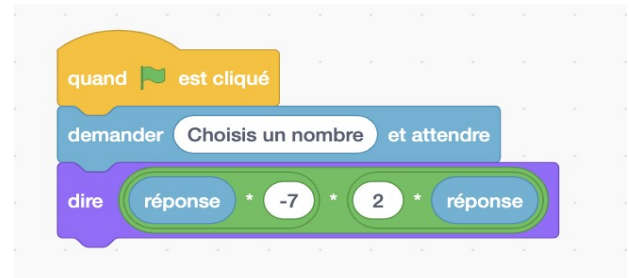 quand est cliqué
demander Choisis un nombre et attendre
dire réponse * -7 * 2 * réponse